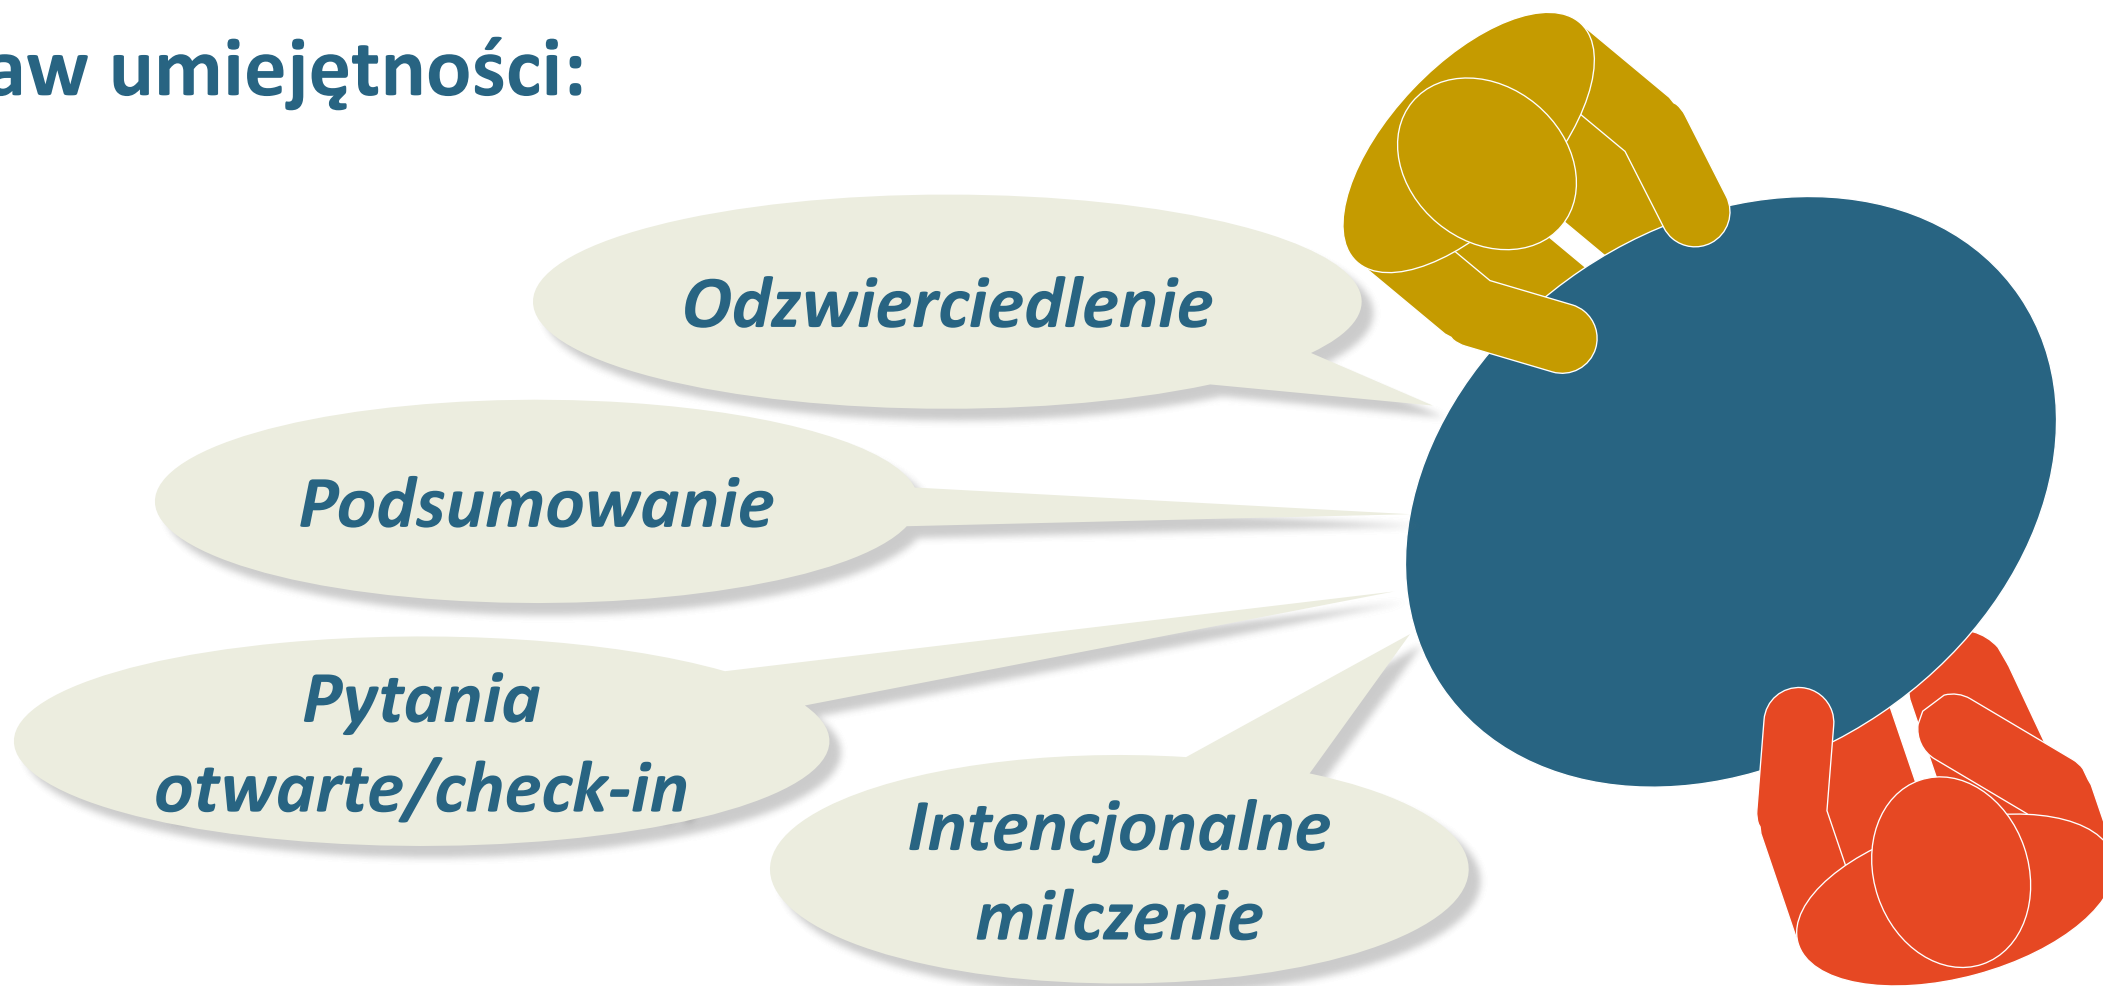 aw umiejętności:
Odzwierciedlenie
Podsumowanie
Pytania
otwarte/check-in
Intencjonalne
milczenie